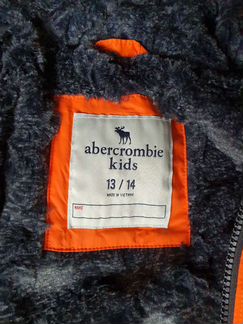 abercrombie
kids
13 / 14
MADE IN VIETNAM